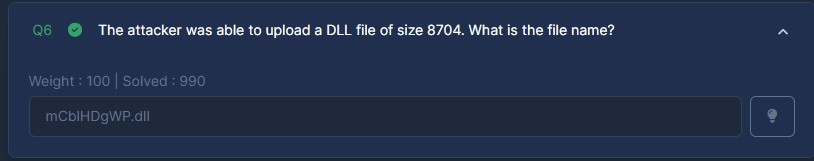 Q6 The attacker was able to upload a DLL file of size 8704. What is the file name?
Weight : 100 | Solved : 990
mCblHDgWP.dll